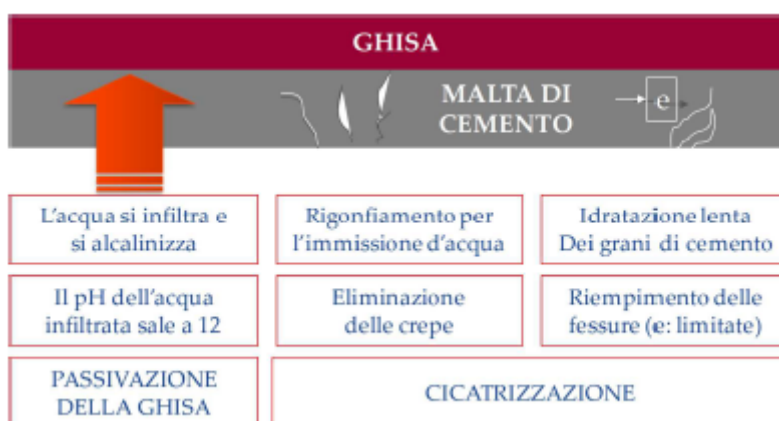 GHISA
MALTA DI
CEMENTO
e
L'acqua si infiltra e
si alcalinizza
Rigonfiamento per
l'immissione d'acqua
Idratazione lenta
Dei grani di cemento
Il pH dell'acqua
infiltrata sale a 12
Eliminazione
delle crepe
Riempimento delle
fessure (e: limitate)
PASSIVAZIONE
DELLA GHISA
CICATRIZZAZIONE